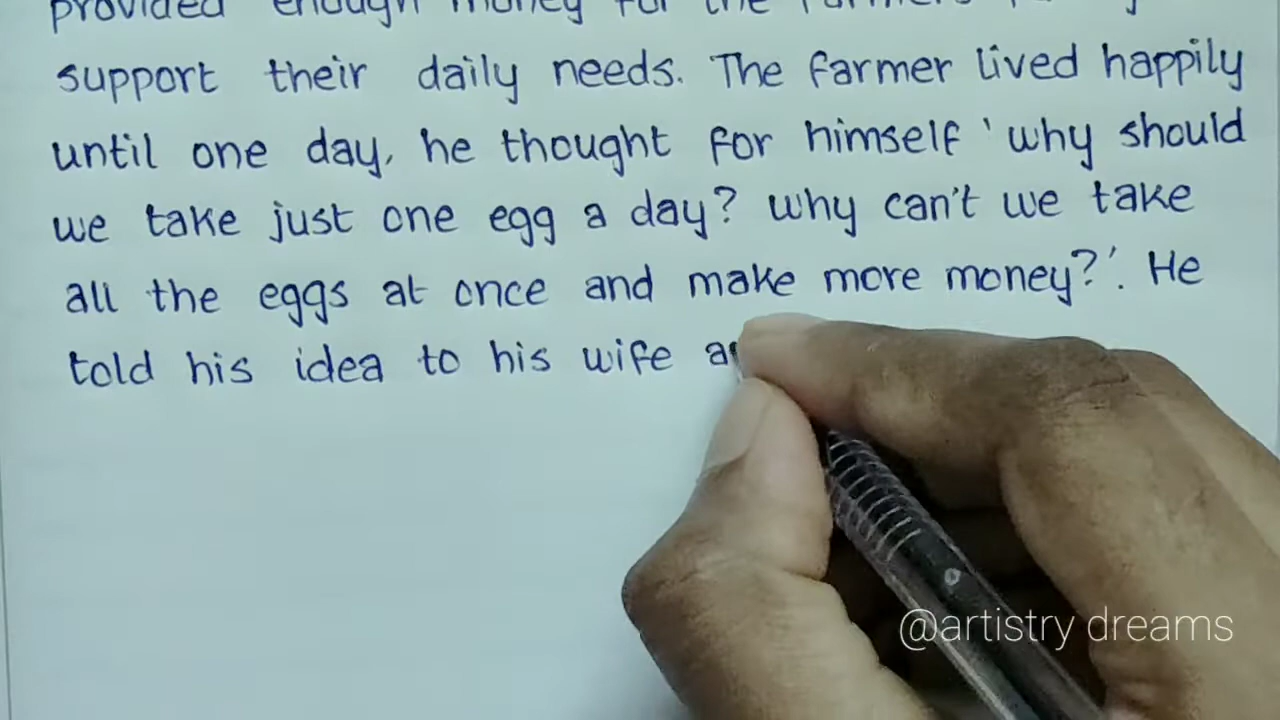 provided enough money for the farmers
support their daily needs. The farmer lived happily
until one day, he thought for himself 'why should
we take just one egg a day? why can't we take
all the eggs at once and make more money?'. He
told his idea to his wife
@artistry dreams